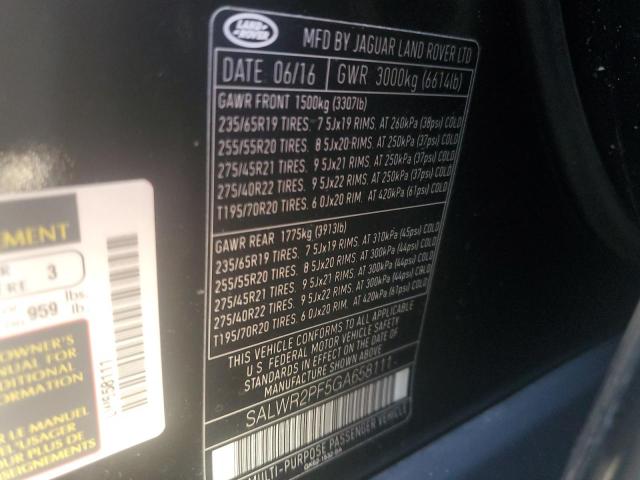 LAND ROVER
MFD BY JAGUAR LAND ROVER LTD
DATE 06/16 GWR 3000kg (6614lb)
GAWR FRONT 1500kg (3307lb)
235/65R19 TIRES. 7 5Jx19 RIMS. AT 260kPa (38psi) COLD
255/55R20 TIRES. 8 5Jx20 RIMS. AT 250kPa (37psi) COLD
275/45R21 TIRES. 9 5Jx21 RIMS. AT 250kPa (37psi) COLD
275/40R22 TIRES. 9 5Jx22 RIMS. AT 250kPa (37psi) COLD
T195/70R20 TIRES. 6 0Jx20 RIM. AT 420kPa (61psi) COLD
GAWR REAR 1775kg (3913lb)
235/65R19 TIRES. 7 5Jx19 RIMS. AT 310kPa (45psi) COLD
255/55R20 TIRES. 8 5Jx20 RIMS. AT 300kPa (44psi) COLD
275/45R21 TIRES. 9 5Jx21 RIMS. AT 300kPa (44psi) COLD
275/40R22 TIRES. 9 5Jx22 RIMS. AT 300kPa (44psi) COLD
T195/70R20 TIRES. 6 0Jx20 RIM. AT 420kPa (61psi) COLD
THIS VEHICLE CONFORMS TO ALL APPLICABLE
U S FEDERAL MOTOR VEHICLE SAFETY
STANDARDS IN EFFECT ON THE DATE OF
MANUFACTURE SHOWN ABOVE
SALWR2PF5GA658111
MULTI-PURPOSE PASSENGER VEHICLE
EMENT
3
RE
959 lbs.
OWNER'S
MANUAL FOR
ADDITIONAL
INFORMATION
R LE MANUEL
L'USAGER
OUR PLUS DE
SEIGNEMENTS